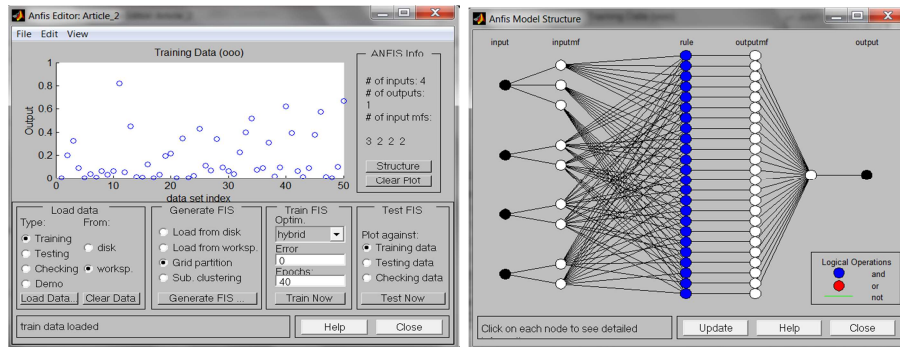 Anfis Editor: Article_2
File Edit View
Training Data (ooo)
Output
1
0.8
0.6
0.4
0.2
0
0 10 20 30 40 50
data set index
ANFIS Info
# of inputs: 4
# of outputs:
1
# of input mfs:
3 2 2 2
Structure
Clear Plot
Load data
Type: From:
Training
Testing
Checking
Demo
disk
worksp.
Load Data... Clear Data
Generate FIS
Load from disk
Load from worksp.
Grid partition
Sub. clustering
Generate FIS ...
Train FIS
Optim.
hybrid
Error
0
Epochs:
40
Train Now
Test FIS
Plot against:
Training data
Testing data
Checking data
Test Now
train data loaded
Help Close
Anfis Model Structure
input inputmf rule outputmf output
Logical Operations
and
or
not
Click on each node to see detailed
Update Help Close